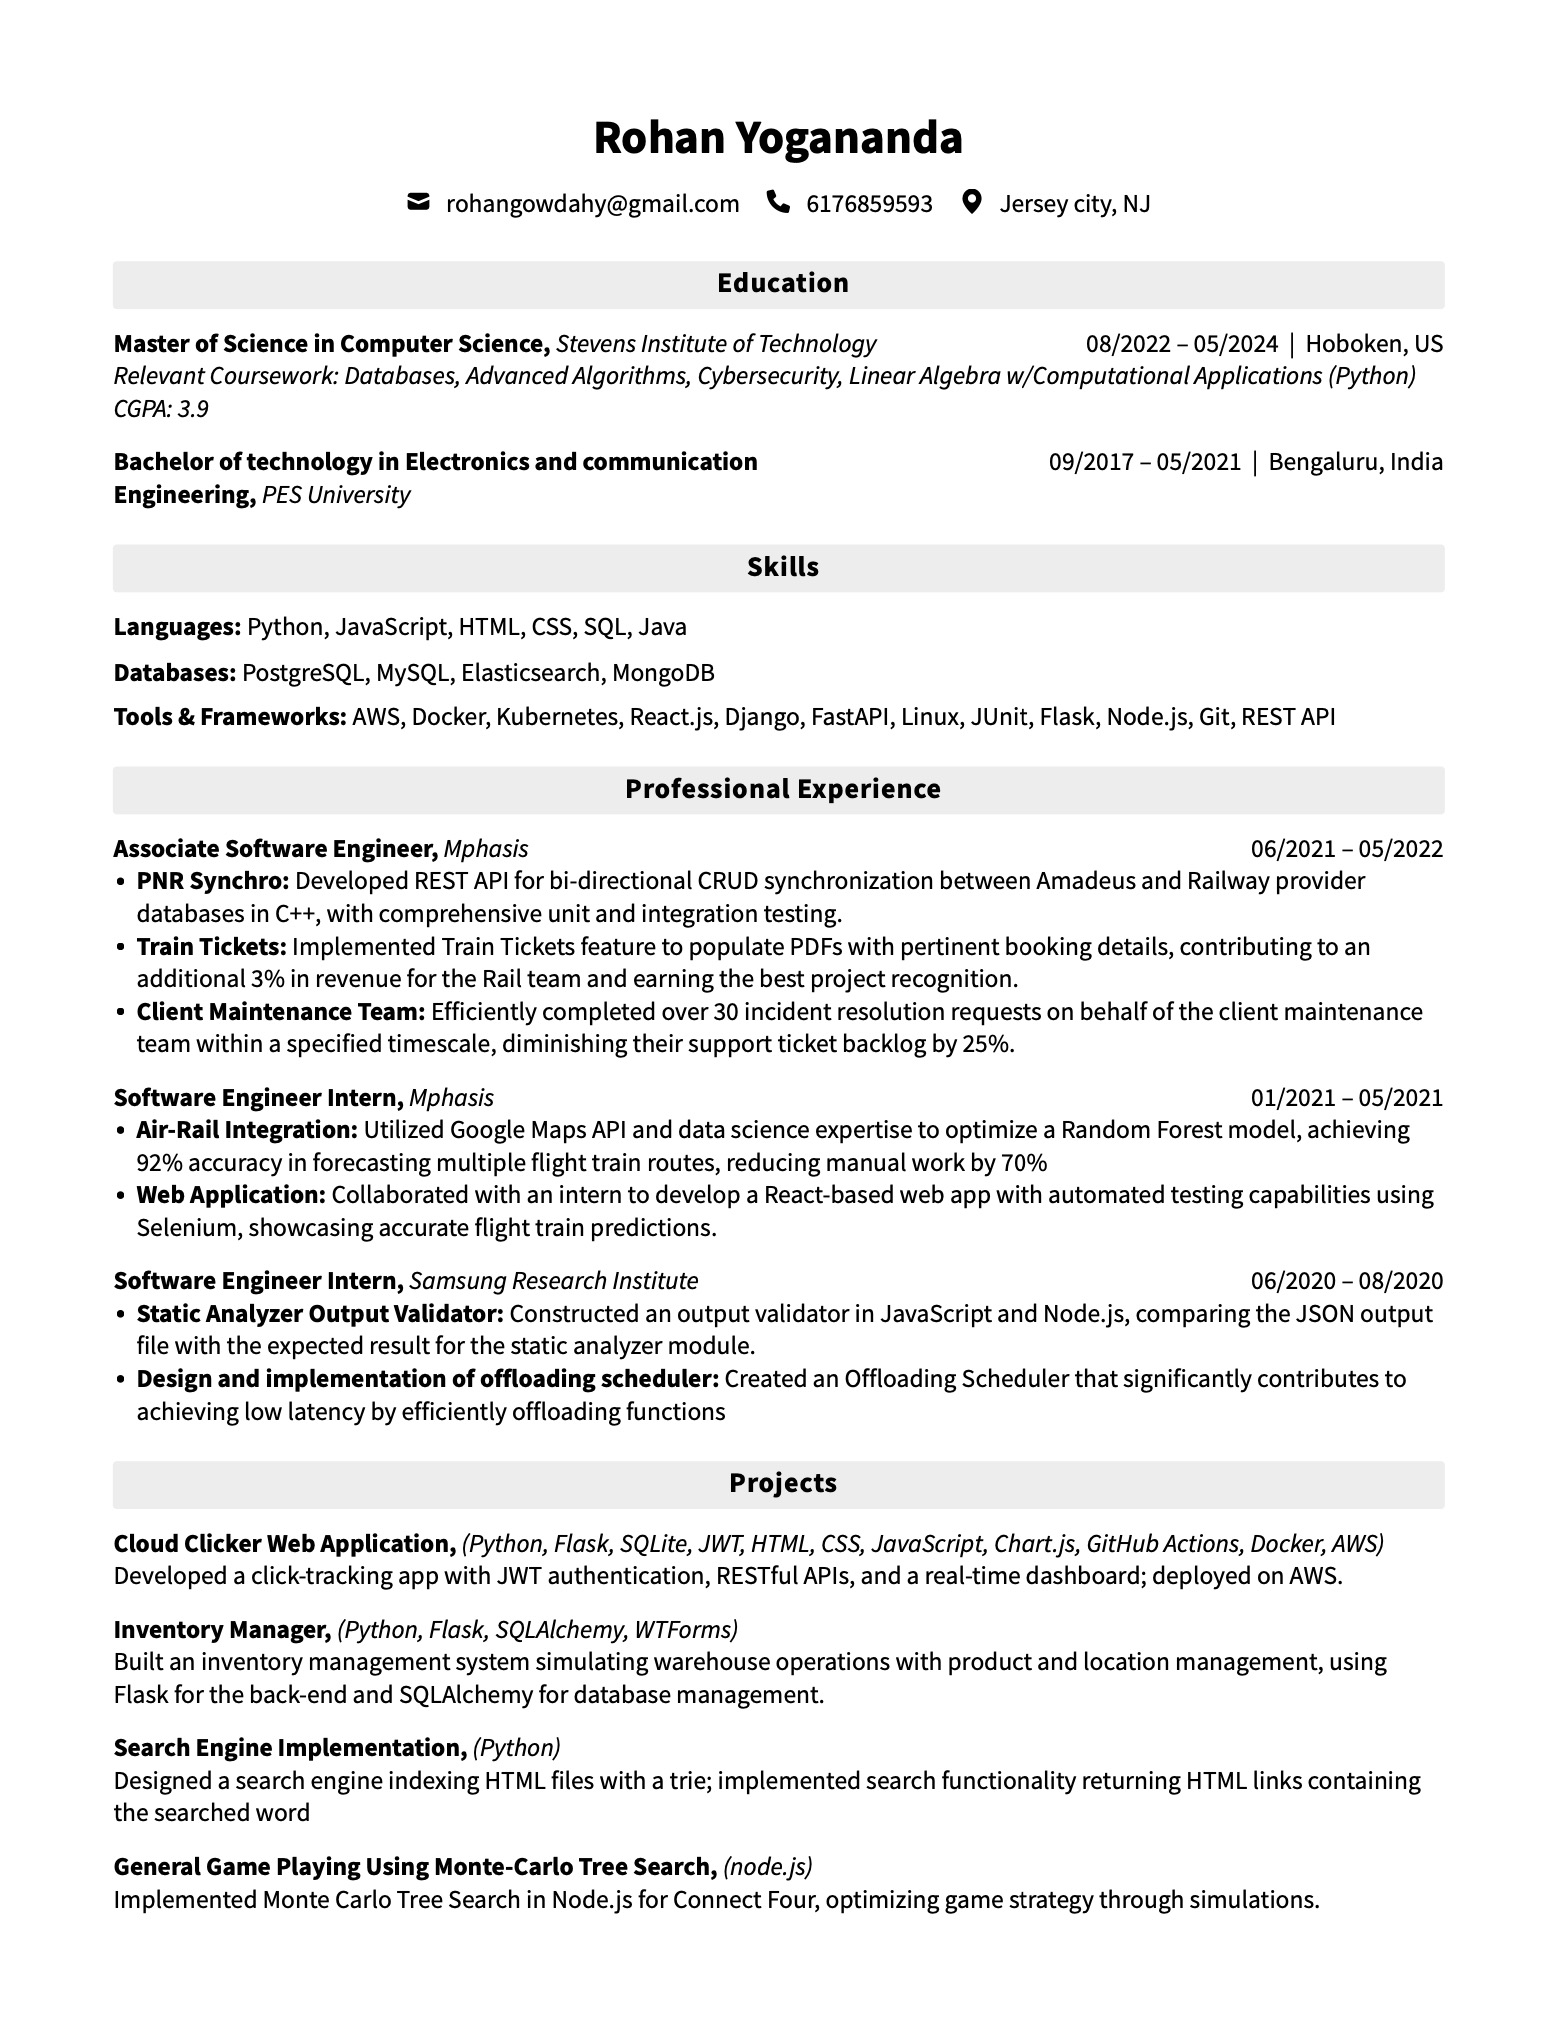 Rohan Yogananda
rohangowdahy@gmail.com 6176859593 Jersey city, NJ
Education
Master of Science in Computer Science, Stevens Institute of Technology 08/2022 – 05/2024 | Hoboken, US
Relevant Coursework: Databases, Advanced Algorithms, Cybersecurity, Linear Algebra w/Computational Applications (Python)
CGPA: 3.9
Bachelor of technology in Electronics and communication 09/2017 – 05/2021 | Bengaluru, India
Engineering, PES University
Skills
Languages: Python, JavaScript, HTML, CSS, SQL, Java
Databases: PostgreSQL, MySQL, Elasticsearch, MongoDB
Tools & Frameworks: AWS, Docker, Kubernetes, React.js, Django, FastAPI, Linux, JUnit, Flask, Node.js, Git, REST API
Professional Experience
Associate Software Engineer, Mphasis 06/2021 – 05/2022
• PNR Synchro: Developed REST API for bi-directional CRUD synchronization between Amadeus and Railway provider
databases in C++, with comprehensive unit and integration testing.
• Train Tickets: Implemented Train Tickets feature to populate PDFs with pertinent booking details, contributing to an
additional 3% in revenue for the Rail team and earning the best project recognition.
• Client Maintenance Team: Efficiently completed over 30 incident resolution requests on behalf of the client maintenance
team within a specified timescale, diminishing their support ticket backlog by 25%.
Software Engineer Intern, Mphasis 01/2021 – 05/2021
• Air-Rail Integration: Utilized Google Maps API and data science expertise to optimize a Random Forest model, achieving
92% accuracy in forecasting multiple flight train routes, reducing manual work by 70%
• Web Application: Collaborated with an intern to develop a React-based web app with automated testing capabilities using
Selenium, showcasing accurate flight train predictions.
Software Engineer Intern, Samsung Research Institute 06/2020 – 08/2020
• Static Analyzer Output Validator: Constructed an output validator in JavaScript and Node.js, comparing the JSON output
file with the expected result for the static analyzer module.
• Design and implementation of offloading scheduler: Created an Offloading Scheduler that significantly contributes to
achieving low latency by efficiently offloading functions
Projects
Cloud Clicker Web Application, (Python, Flask, SQLite, JWT, HTML, CSS, JavaScript, Chart.js, GitHub Actions, Docker, AWS)
Developed a click-tracking app with JWT authentication, RESTful APIs, and a real-time dashboard; deployed on AWS.
Inventory Manager, (Python, Flask, SQLAlchemy, WTForms)
Built an inventory management system simulating warehouse operations with product and location management, using
Flask for the back-end and SQLAlchemy for database management.
Search Engine Implementation, (Python)
Designed a search engine indexing HTML files with a trie; implemented search functionality returning HTML links containing
the searched word
General Game Playing Using Monte-Carlo Tree Search, (node.js)
Implemented Monte Carlo Tree Search in Node.js for Connect Four, optimizing game strategy through simulations.